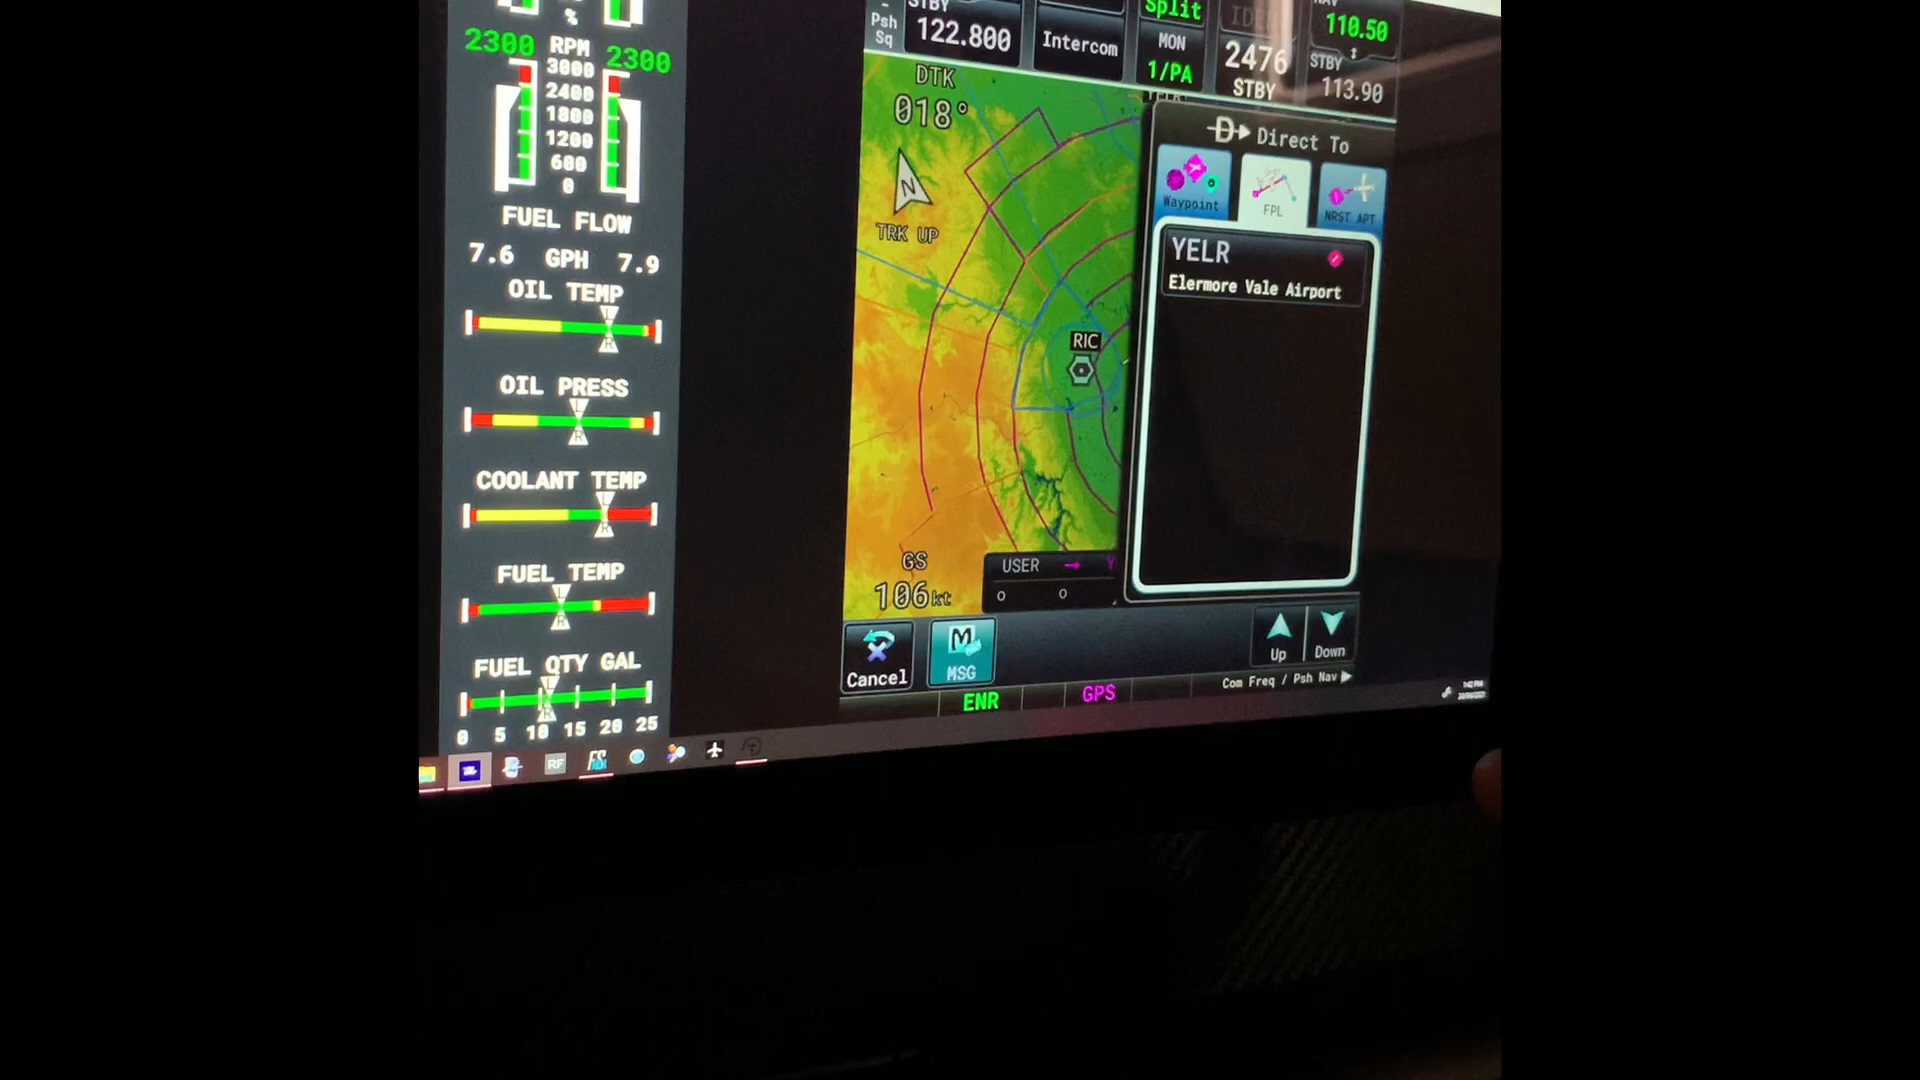 %
2300 RPM 2300
3000
2400
1800
1200
600
0
FUEL FLOW
7.6 GPH 7.9
OIL TEMP
L
R
OIL PRESS
L
R
COOLANT TEMP
L
R
FUEL TEMP
L
R
FUEL QTY GAL
L
R
0 5 10 15 20 25
RF
FS
Psh
Sq
STBY
122.800
Intercom
Split
MON
1/PA
2476
STBY
110.50
STBY
113.90
DTK
018°
N
TRK UP
RIC
GS
106kt
USER → Y
Direct To
Waypoint
FPL
NRST APT
YELR
Elermore Vale Airport
Cancel
MSG
Up
Down
Com Freq / Psh Nav
ENR
GPS